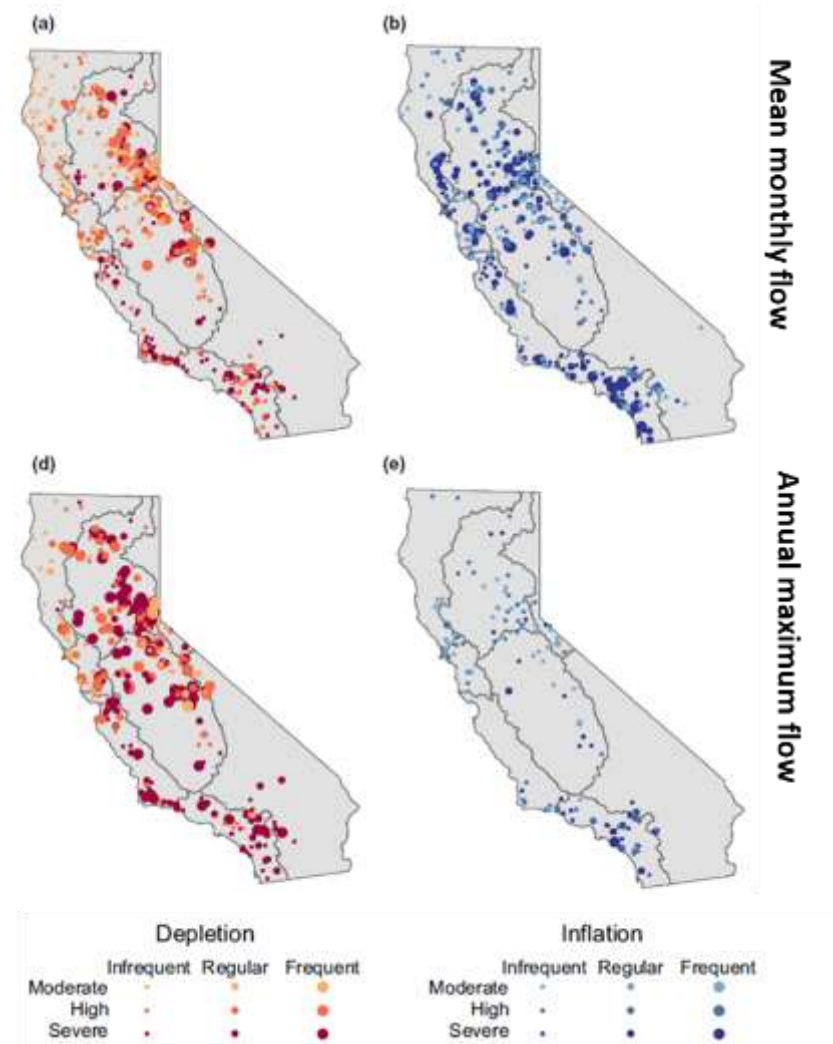 (a)
(b)
Mean monthly flow
(d)
(e)
Annual maximum flow
Depletion
Inflation
Infrequent Regular Frequent
Infrequent Regular Frequent
Moderate
Moderate
High
High
Severe
Severe